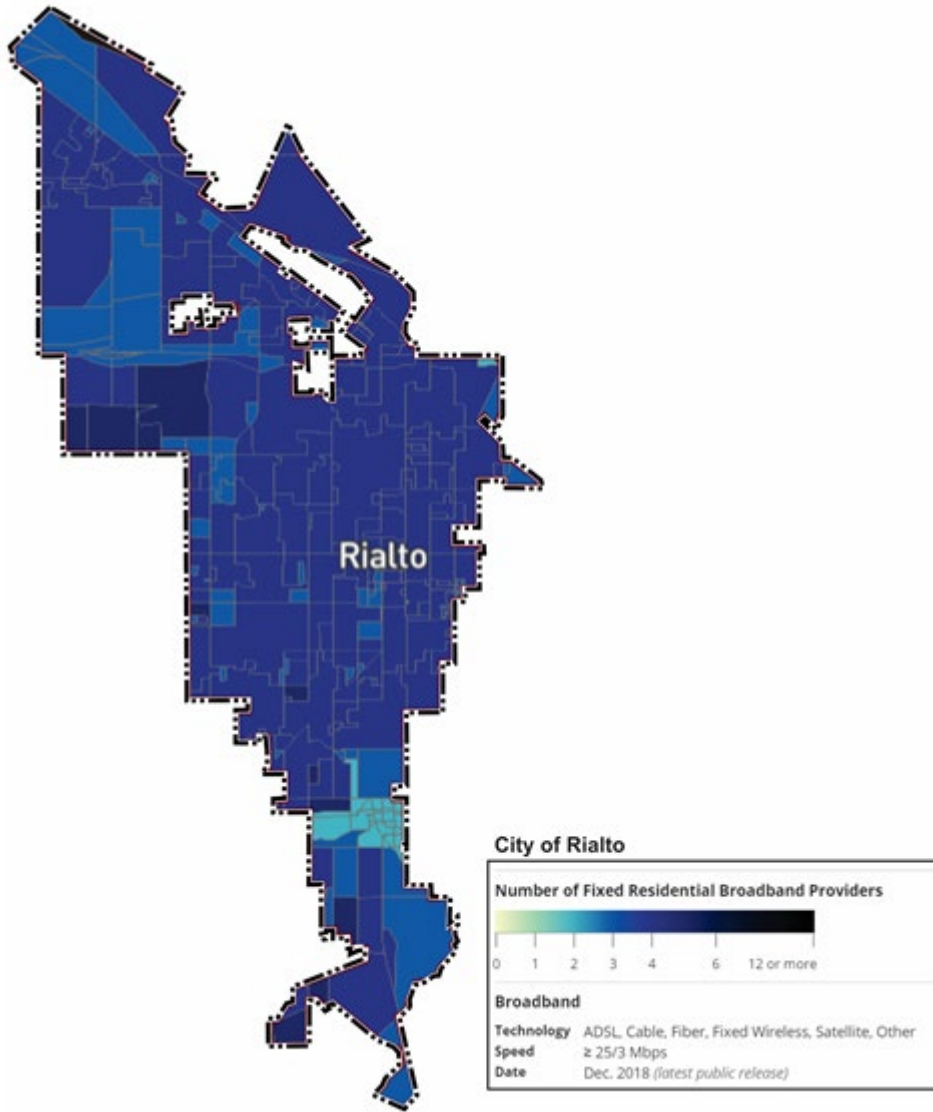 Rialto
City of Rialto
Number of Fixed Residential Broadband Providers
0 1 2 3 4 6 12 or more
Broadband
Technology ADSL, Cable, Fiber, Fixed Wireless, Satellite, Other
Speed ≥ 25/3 Mbps
Date Dec. 2018 (latest public release)